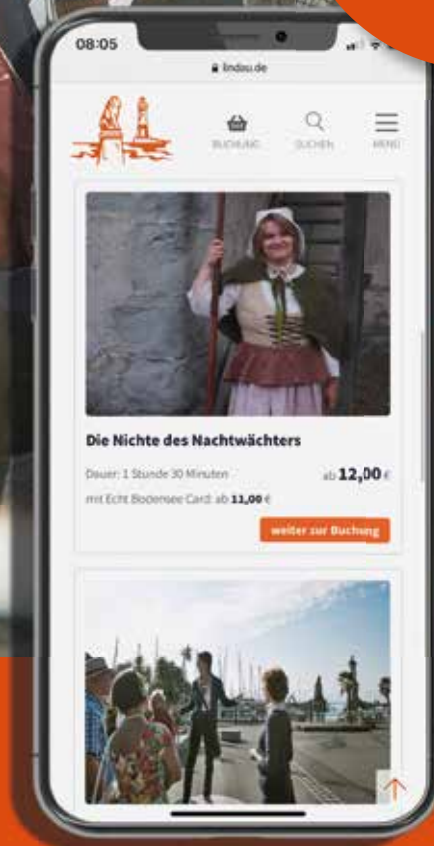 08:05
lindau.de
BUCHUNG SUCHEN MENÜ
Die Nichte des Nachtwächters
Dauer: 1 Stunde 30 Minuten ab 12,00 €
mit Echt Bodensee Card: ab 11,00 €
weiter zur Buchung